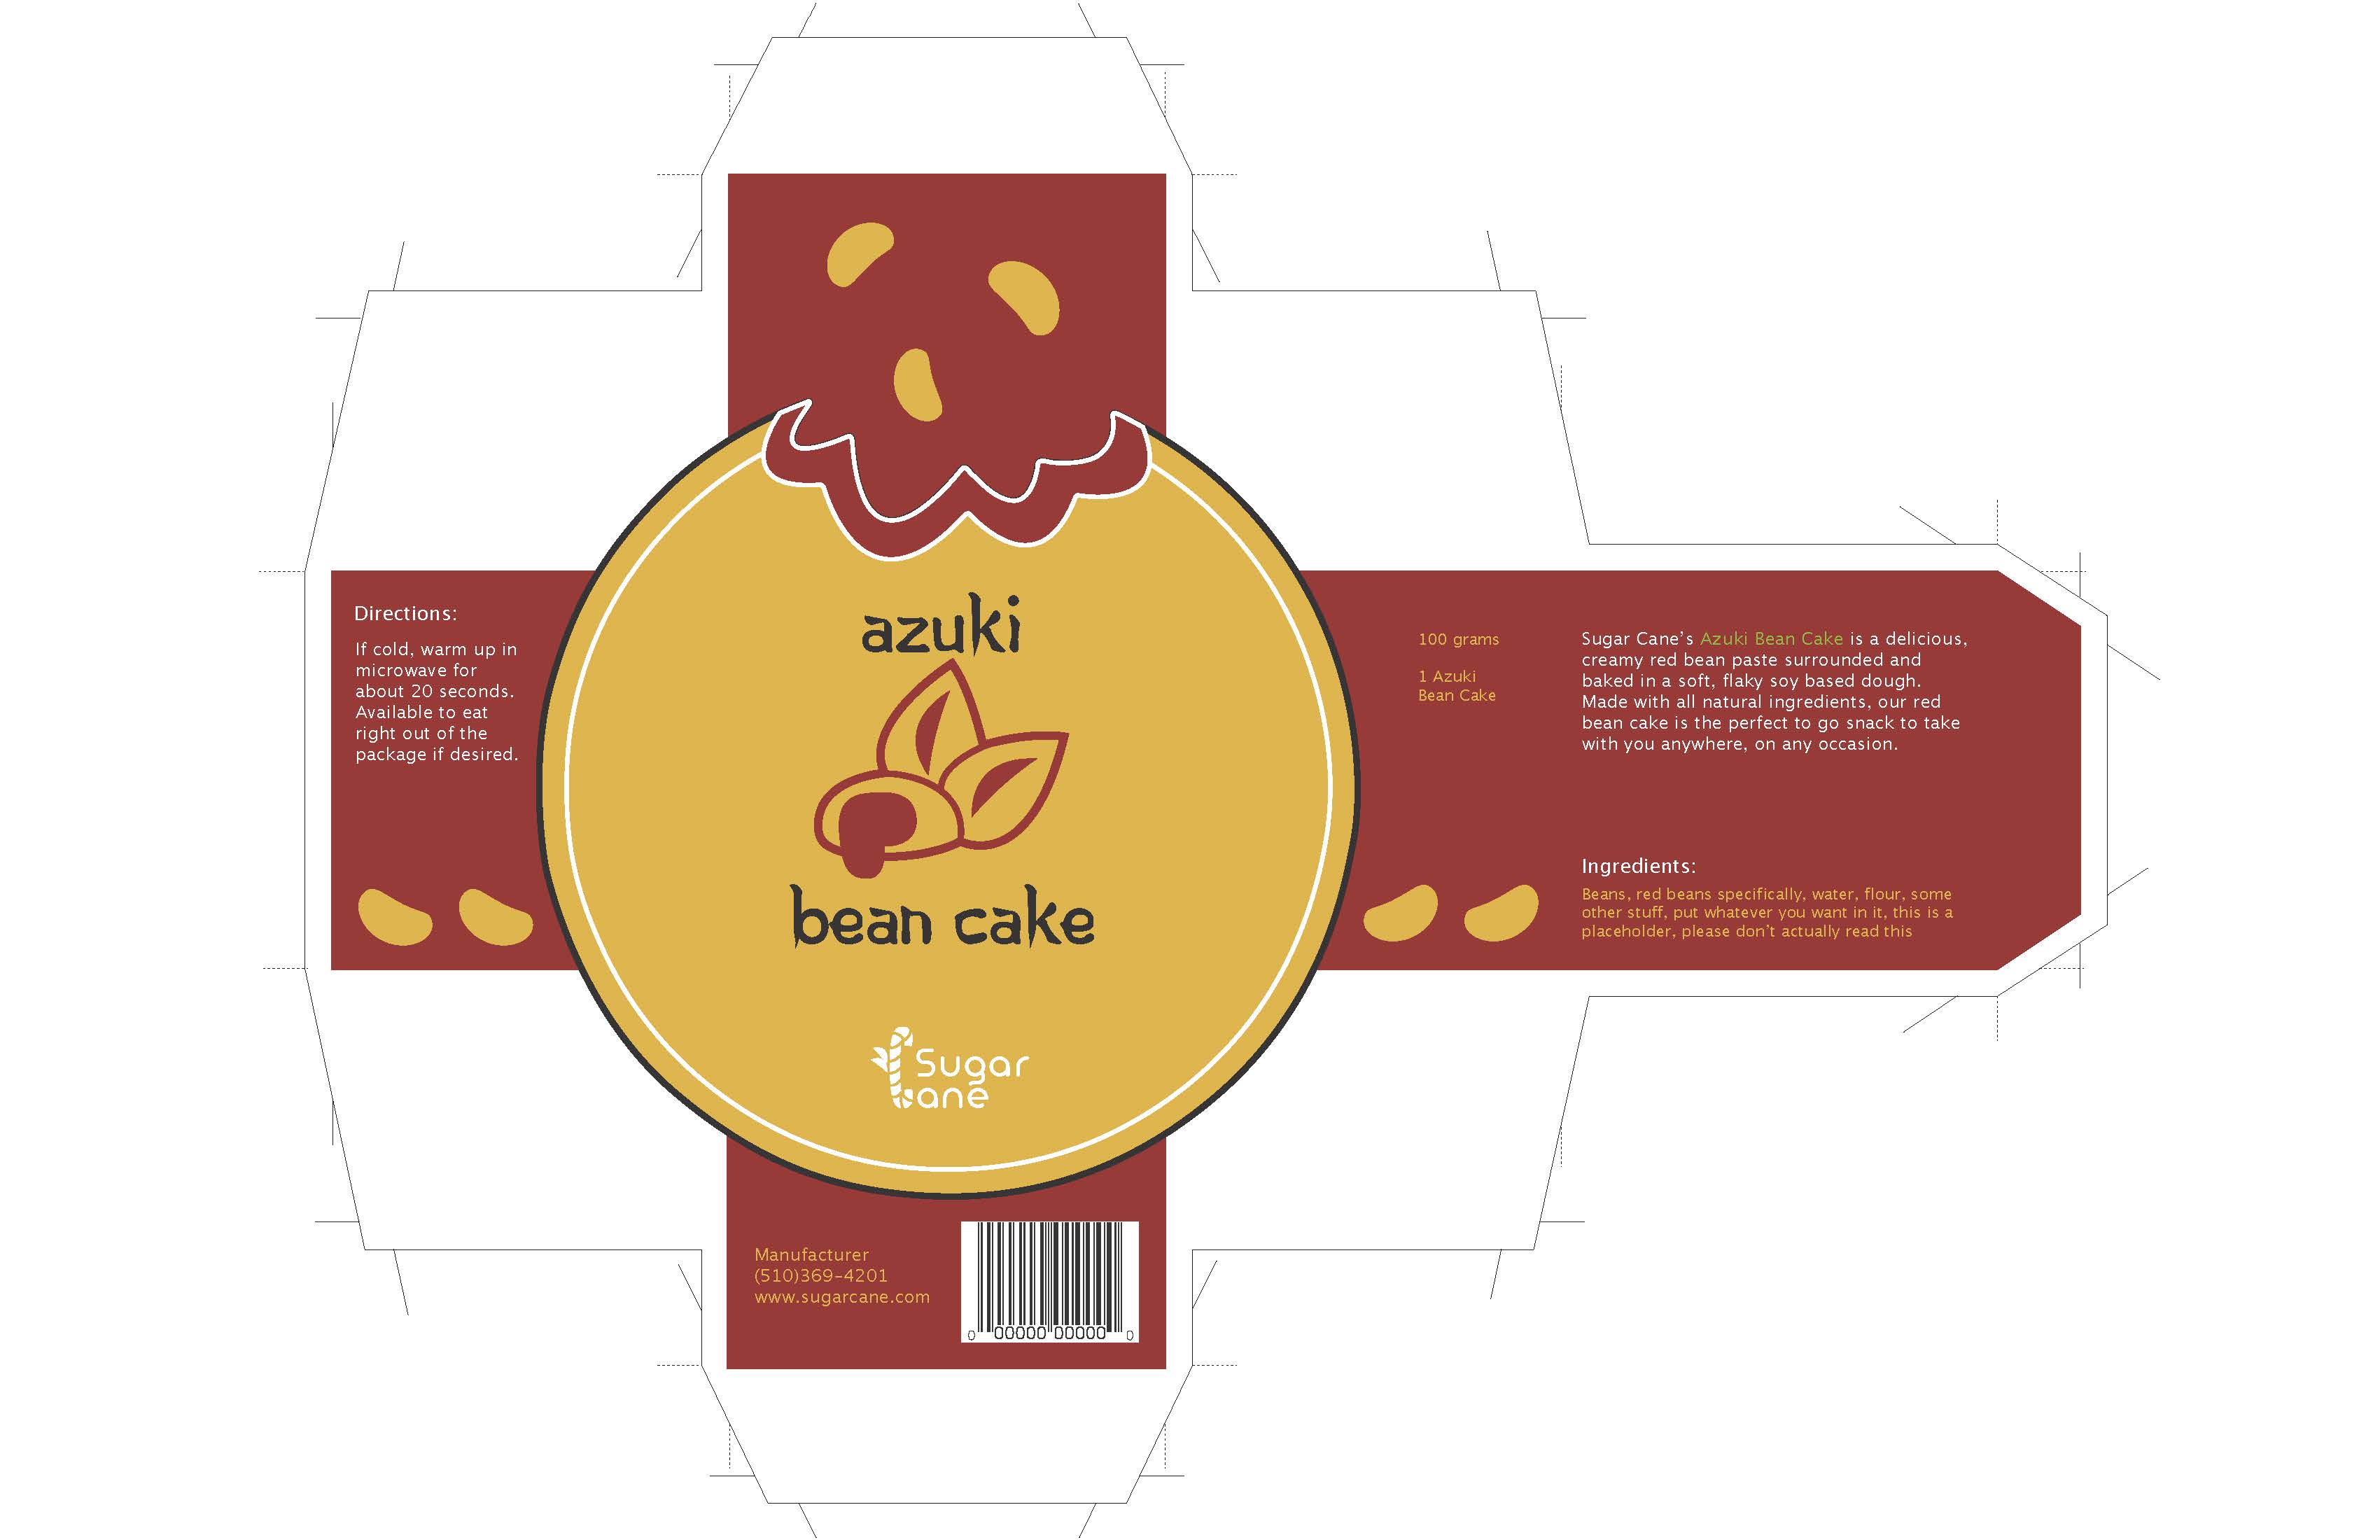 azuki
bean cake
Sugar
Cane
Directions:
If cold, warm up in
microwave for
about 20 seconds.
Available to eat
right out of the
package if desired.
100 grams
1 Azuki
Bean Cake
Sugar Cane's Azuki Bean Cake is a delicious,
creamy red bean paste surrounded and
baked in a soft, flaky soy based dough.
Made with all natural ingredients, our red
bean cake is the perfect to go snack to take
with you anywhere, on any occasion.
Ingredients:
Beans, red beans specifically, water, flour, some
other stuff, put whatever you want in it, this is a
placeholder, please don't actually read this
Manufacturer
(510)369-4201
www.sugarcane.com
0 00000 00000 0